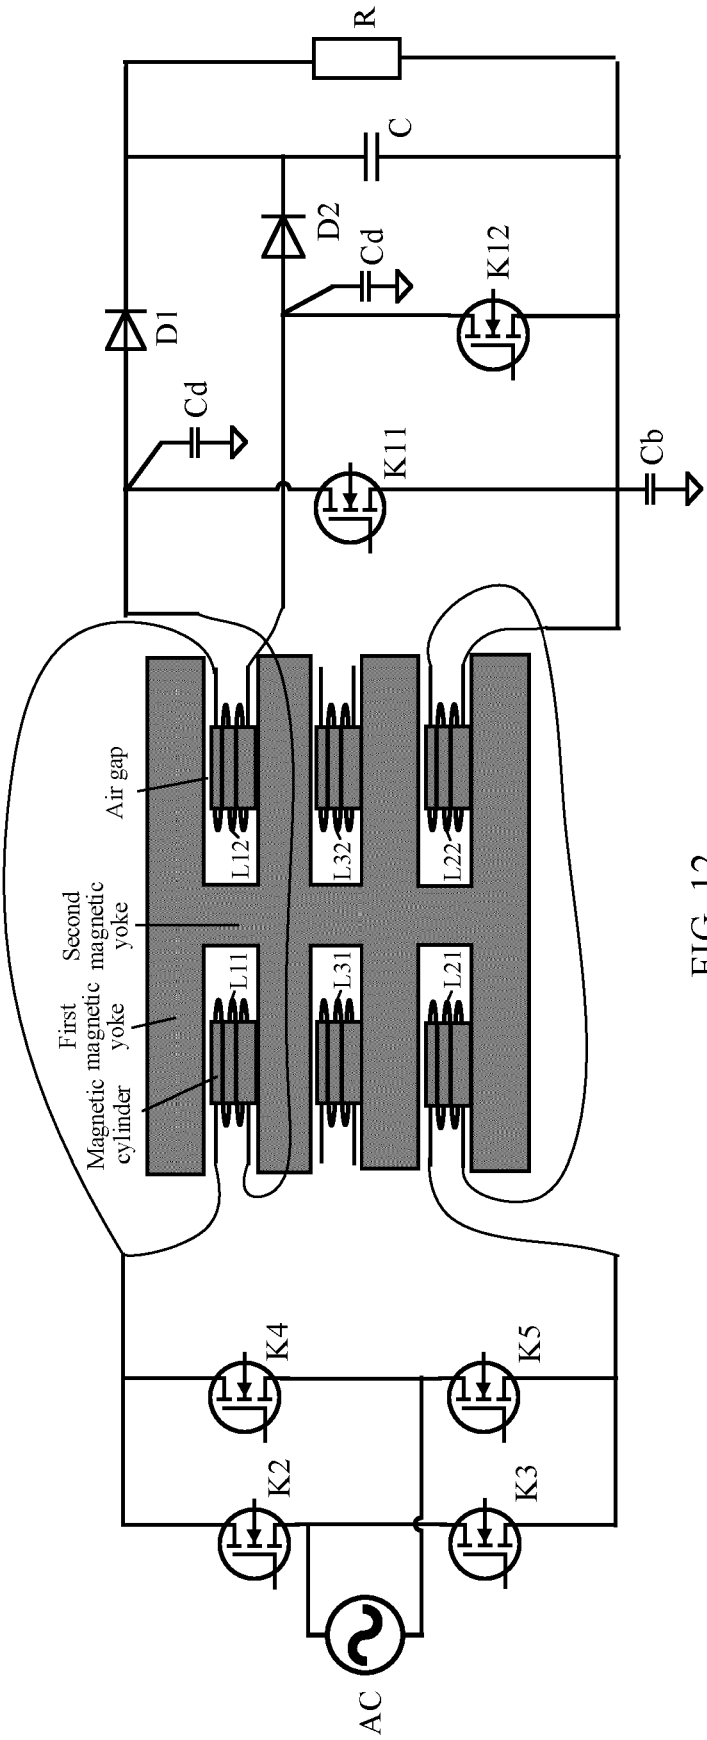 AC
K2
K3
K4
K5
Magnetic
cylinder
First
magnetic
yoke
Second
magnetic
yoke
Air gap
L11
L12
L31
L32
L21
L22
Cd
D1
K11
Cb
Cd
D2
K12
C
R
FIG. 12